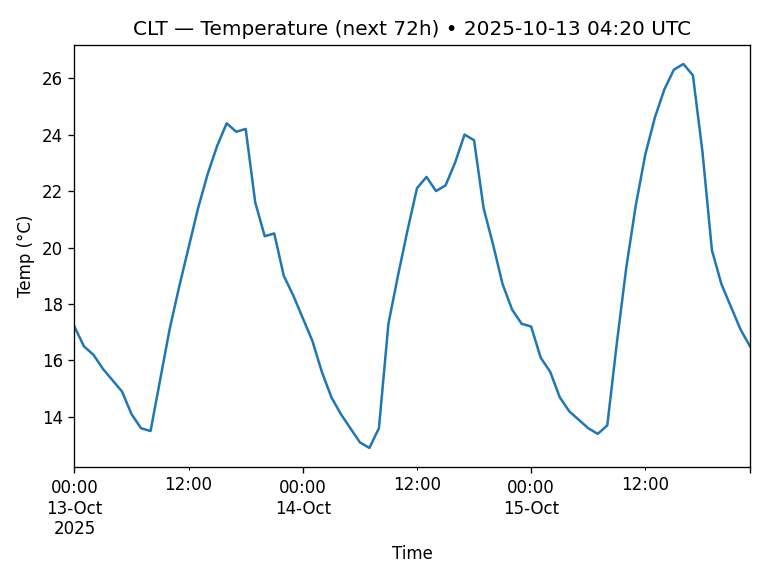 CLT — Temperature (next 72h) • 2025-10-13 04:20 UTC
Temp (°C)
26
24
22
20
18
16
14
00:00 12:00 00:00 12:00 00:00 12:00
13-Oct 14-Oct 15-Oct
2025
Time